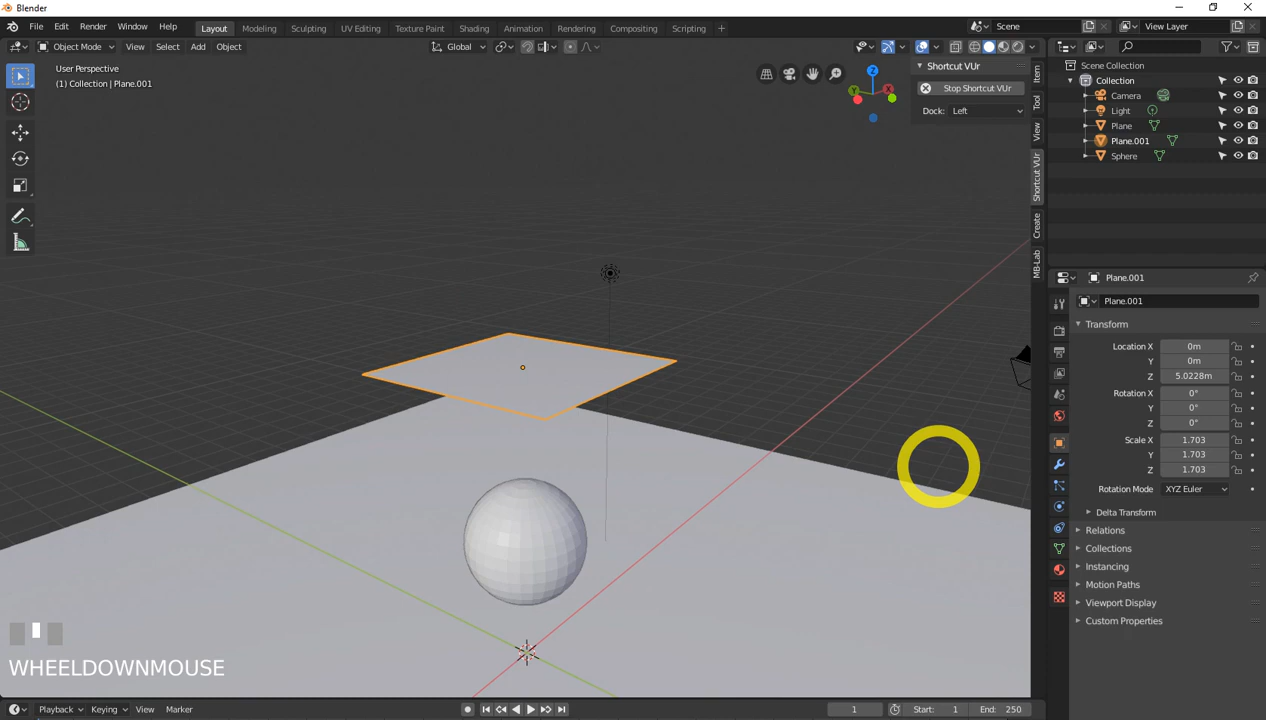 Blender
File Edit Render Window Help Layout Modeling Sculpting UV Editing Texture Paint Shading Animation Rendering Compositing Scripting Scene View Layer
Object Mode View Select Add Object Global
User Perspective
(1) Collection | Plane.001
Shortcut VUr
Stop Shortcut VUr
Dock: Left
Z
Y
X
Item
Tool
View
Shortcut VUr
Create
MB-Lab
Scene Collection
Collection
Camera
Light
Plane
Plane.001
Sphere
Plane.001
Plane.001
Transform
Location X 0m
Y 0m
Z 5.0228m
Rotation X 0°
Y 0°
Z 0°
Scale X 1.703
Y 1.703
Z 1.703
Rotation Mode XYZ Euler
Delta Transform
Relations
Collections
Instancing
Motion Paths
Viewport Display
Custom Properties
WHEELDOWNMOUSE
Playback Keying View Marker 1 Start: 1 End: 250